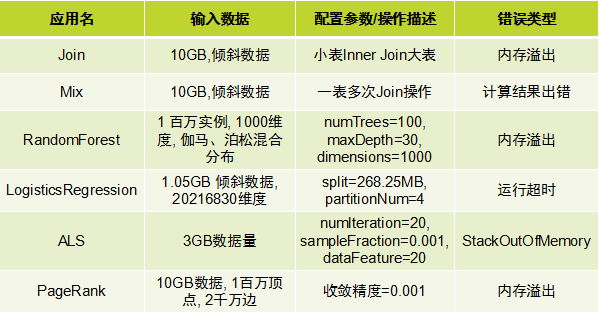 应用名 输入数据 配置参数/操作描述 错误类型
Join 10GB,倾斜数据 小表Inner Join大表 内存溢出
Mix 10GB,倾斜数据 一表多次Join操作 计算结果出错
RandomForest
1 百万实例, 1000维
度, 伽马、泊松混合
分布
numTrees=100,
maxDepth=30,
dimensions=1000
内存溢出
LogisticsRegression
1.05GB 倾斜数据,
20216830维度
split=268.25MB,
partitionNum=4
运行超时
ALS
3GB数据量
numIteration=20,
sampleFraction=0.001,
dataFeature=20
StackOutOfMemory
PageRank
10GB数据, 1百万顶
点, 2千万边
收敛精度=0.001
内存溢出